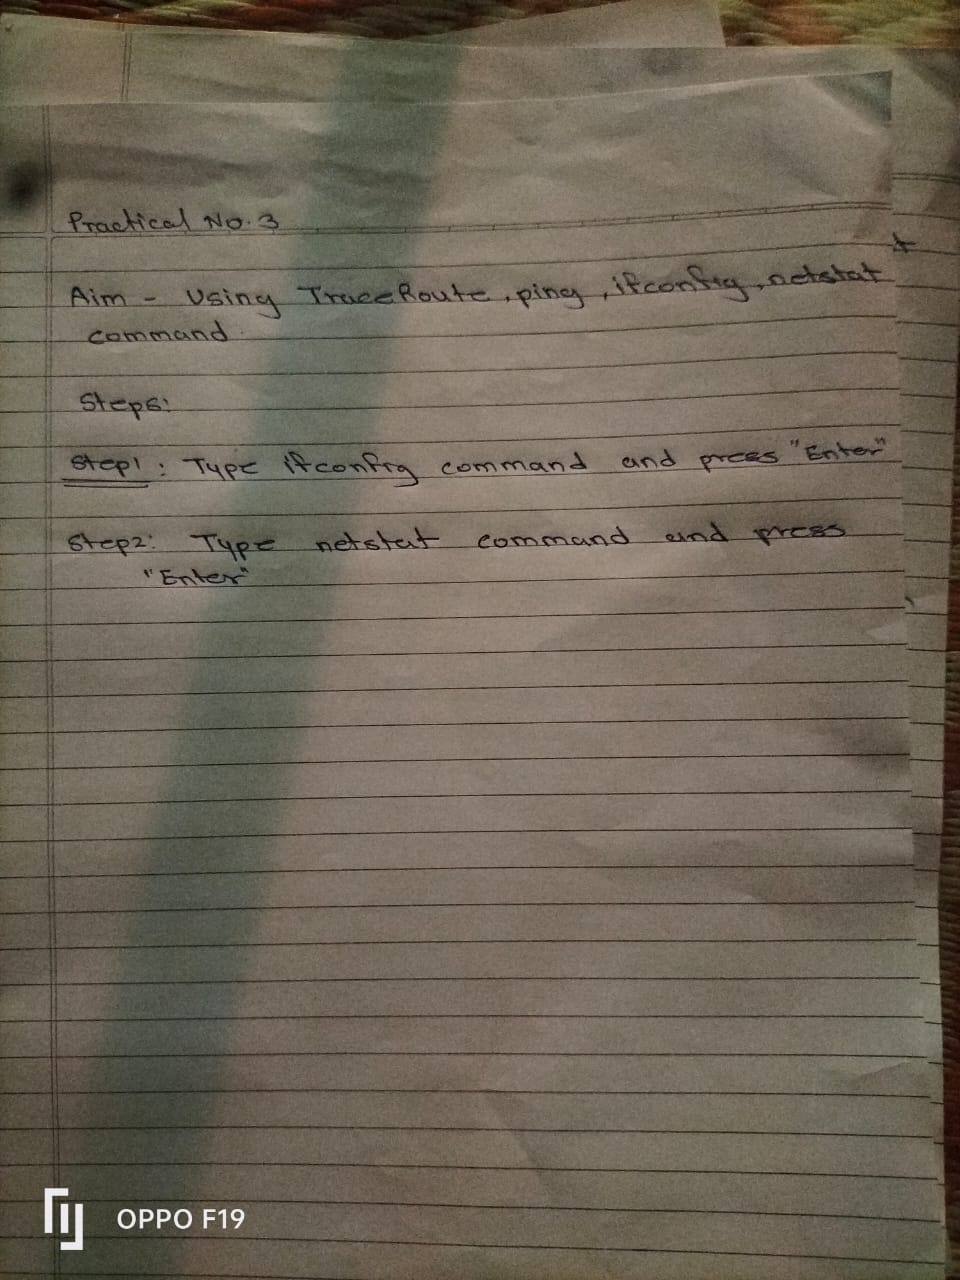 Practical No. 3
Aim - Using TraceRoute, ping, ifconfig, netstat
command.
Steps:
Step1: Type ifconfig command and press "Enter"
Step2: Type netstat command and press
"Enter"
OPPO F19